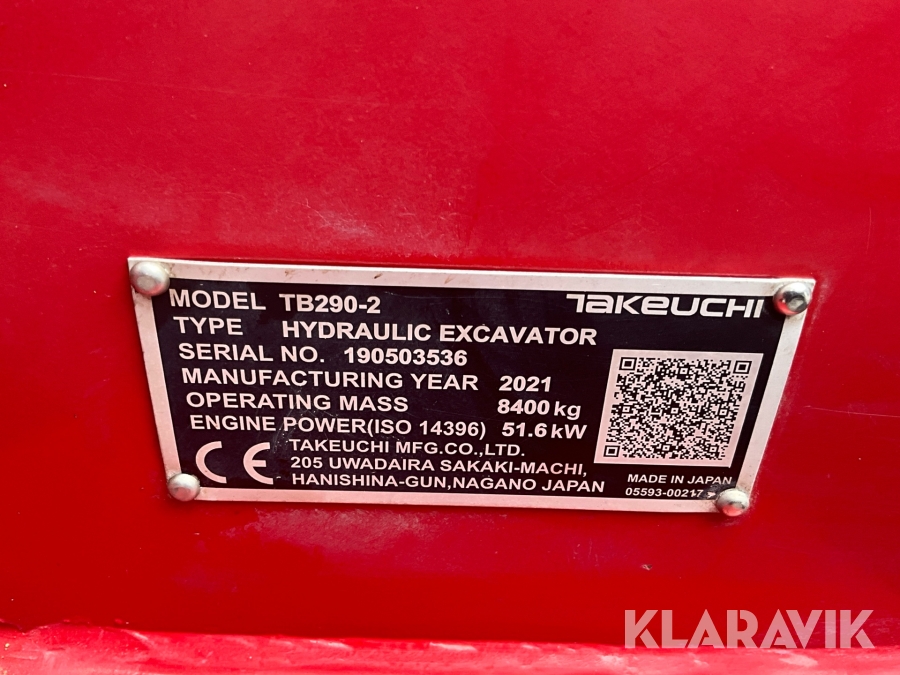 MODEL TB290-2
TAKEUCHI
TYPE HYDRAULIC EXCAVATOR
SERIAL NO. 190503536
MANUFACTURING YEAR 2021
OPERATING MASS 8400 kg
ENGINE POWER(ISO 14396) 51.6 kW
CE
TAKEUCHI MFG.CO.,LTD.
205 UWADAIRA SAKAKI-MACHI,
HANISHINA-GUN,NAGANO JAPAN
MADE IN JAPAN
05593-00217
KLARAVIK